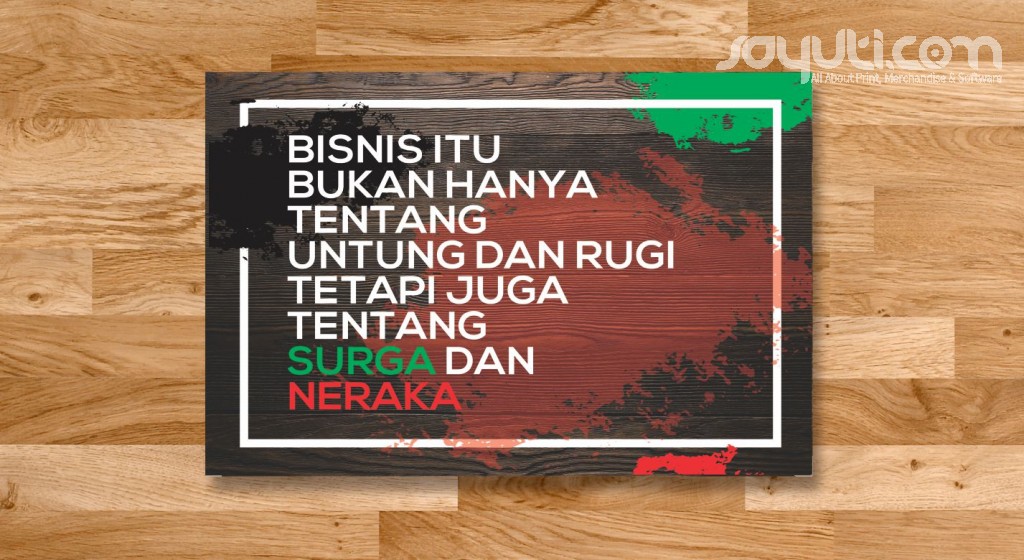 sayuti.com
All About Print, Merchandise & Software
BISNIS ITU
BUKAN HANYA
TENTANG
UNTUNG DAN RUGI
TETAPI JUGA
TENTANG
SURGA DAN
NERAKA